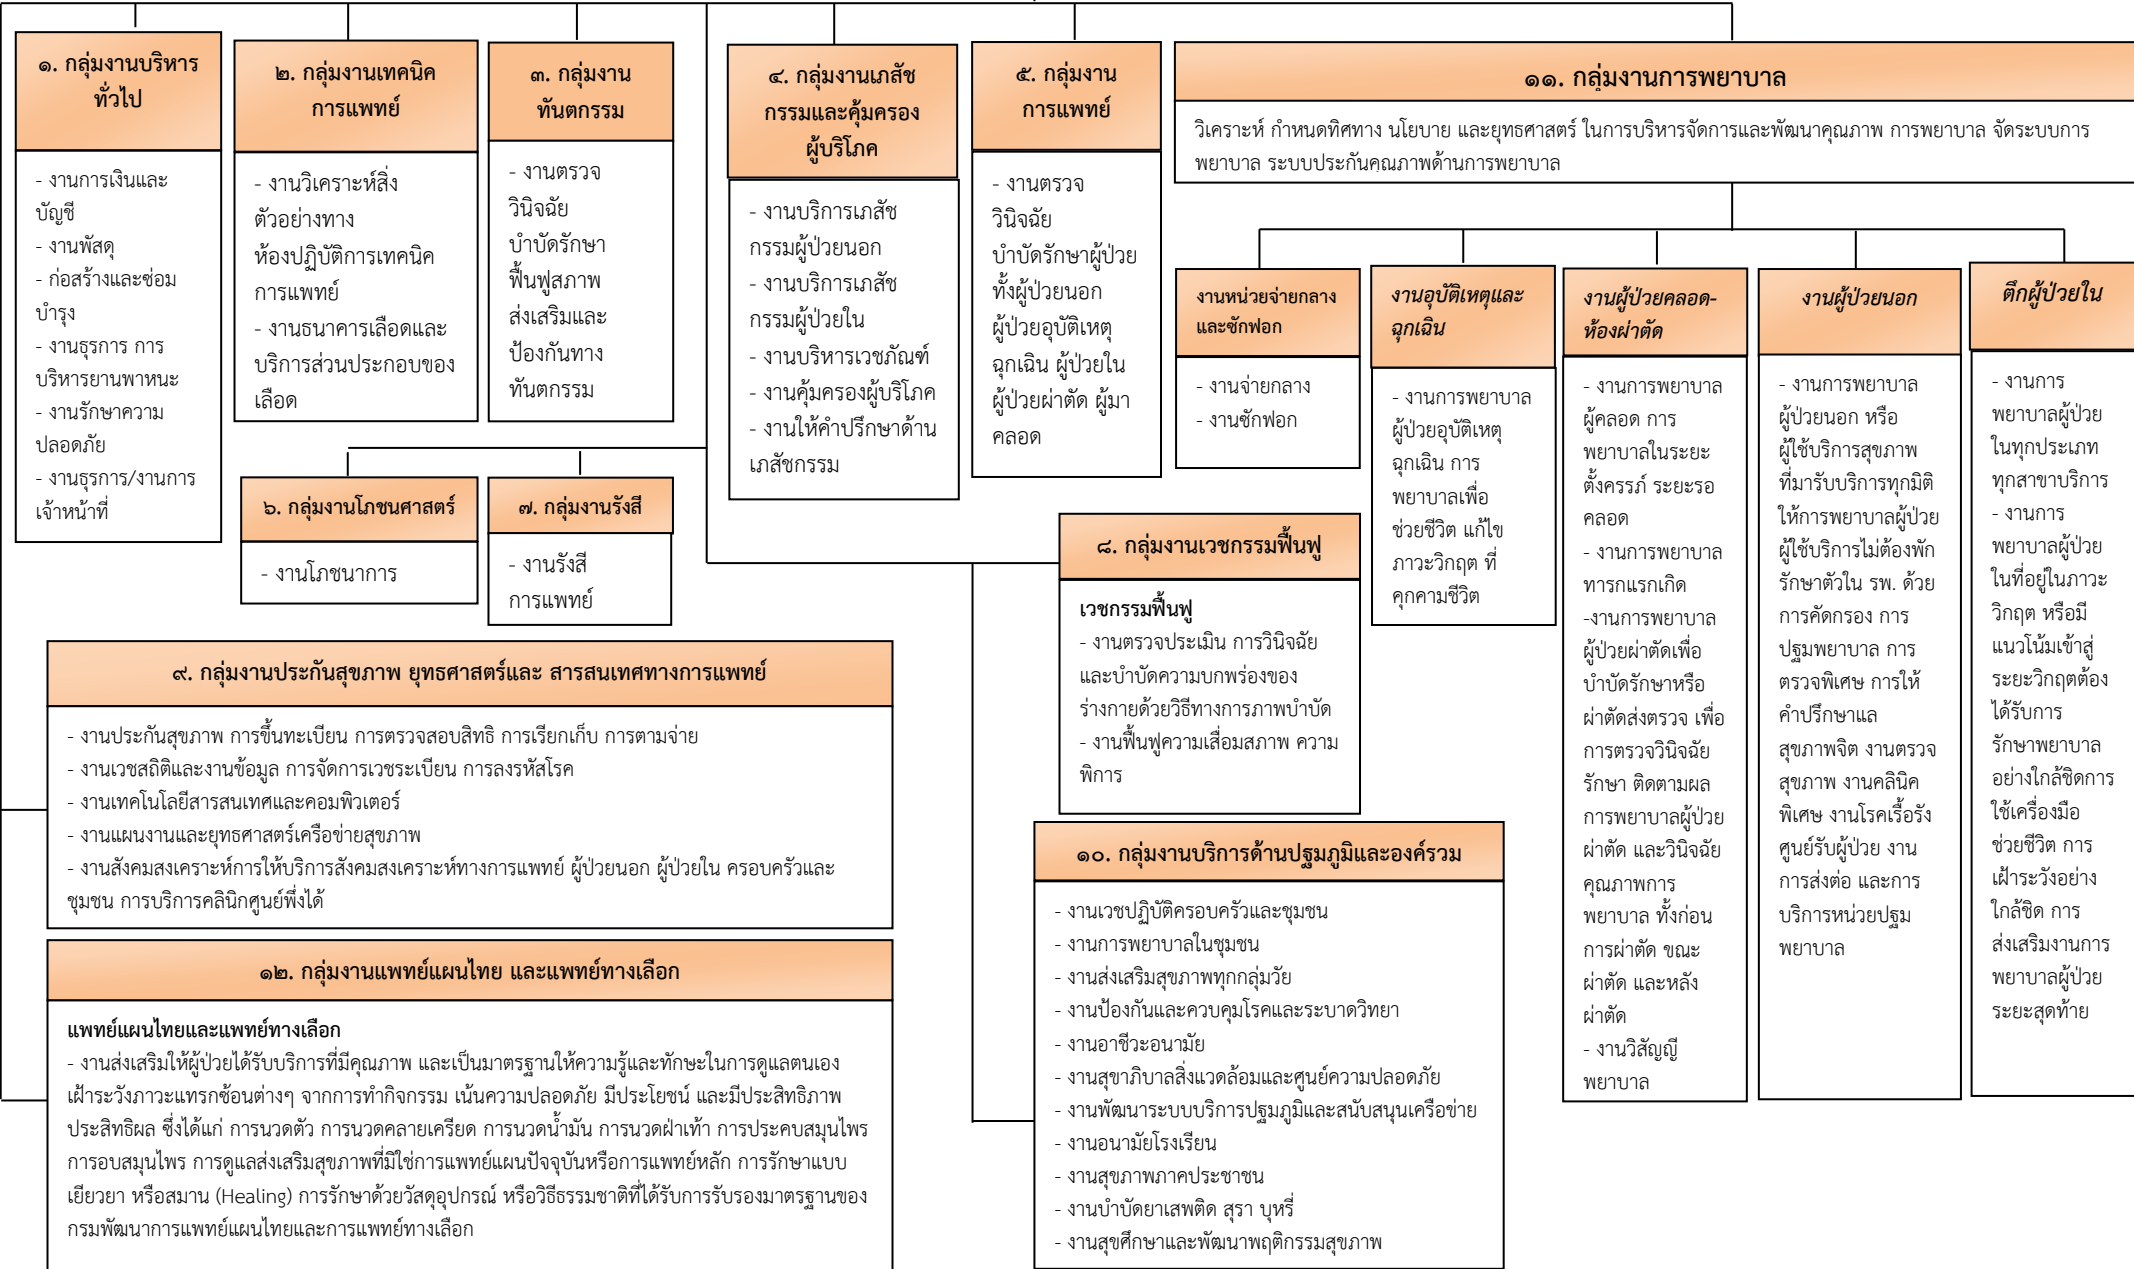 ๑. กลุ่มงานบริหาร
ทั่วไป
- งานการเงินและ
บัญชี
- งานพัสดุ
- ก่อสร้างและซ่อม
บำรุง
- งานธุรการ การ
บริหารยานพาหนะ
- งานรักษาความ
ปลอดภัย
- งานธุรการ/งานการ
เจ้าหน้าที่
๒. กลุ่มงานเทคนิค
การแพทย์
- งานวิเคราะห์สิ่ง
ตัวอย่างทาง
ห้องปฏิบัติการเทคนิค
การแพทย์
- งานธนาคารเลือดและ
บริการส่วนประกอบของ
เลือด
๓. กลุ่มงาน
ทันตกรรม
- งานตรวจ
วินิจฉัย
บำบัดรักษา
ฟื้นฟูสภาพ
ส่งเสริมและ
ป้องกันทาง
ทันตกรรม
๔. กลุ่มงานเภสัช
กรรมและคุ้มครอง
ผู้บริโภค
- งานบริการเภสัช
กรรมผู้ป่วยนอก
- งานบริการเภสัช
กรรมผู้ป่วยใน
- งานบริหารเวชภัณฑ์
- งานคุ้มครองผู้บริโภค
- งานให้คำปรึกษาด้าน
เภสัชกรรม
๕. กลุ่มงาน
การแพทย์
- งานตรวจ
วินิจฉัย
บำบัดรักษาผู้ป่วย
ทั้งผู้ป่วยนอก
ผู้ป่วยอุบัติเหตุ
ฉุกเฉิน ผู้ป่วยใน
ผู้ป่วยผ่าตัด ผู้มา
คลอด
๑๑. กลุ่มงานการพยาบาล
วิเคราะห์ กำหนดทิศทาง นโยบาย และยุทธศาสตร์ ในการบริหารจัดการและพัฒนาคุณภาพ การพยาบาล จัดระบบการ
พยาบาล ระบบประกันคุณภาพด้านการพยาบาล
งานหน่วยจ่ายกลาง
และซักฟอก
- งานจ่ายกลาง
- งานซักฟอก
งานอุบัติเหตุและ
ฉุกเฉิน
- งานการพยาบาล
ผู้ป่วยอุบัติเหตุ
ฉุกเฉิน การ
พยาบาลเพื่อ
ช่วยชีวิต แก้ไข
ภาวะวิกฤต ที่
คุกคามชีวิต
งานผู้ป่วยคลอด-
ห้องผ่าตัด
- งานการพยาบาล
ผู้คลอด การ
พยาบาลในระยะ
ตั้งครรภ์ ระยะรอ
คลอด
- งานการพยาบาล
ทารกแรกเกิด
-งานการพยาบาล
ผู้ป่วยผ่าตัดเพื่อ
บำบัดรักษาหรือ
ผ่าตัดส่งตรวจ เพื่อ
การตรวจวินิจฉัย
รักษา ติดตามผล
การพยาบาลผู้ป่วย
ผ่าตัด และวินิจฉัย
คุณภาพการ
พยาบาล ทั้งก่อน
การผ่าตัด ขณะ
ผ่าตัด และหลัง
ผ่าตัด
- งานวิสัญญี
พยาบาล
งานผู้ป่วยนอก
- งานการพยาบาล
ผู้ป่วยนอก หรือ
ผู้ใช้บริการสุขภาพ
ที่มารับบริการทุกมิติ
ให้การพยาบาลผู้ป่วย
ผู้ใช้บริการไม่ต้องพัก
รักษาตัวใน รพ. ด้วย
การคัดกรอง การ
ปฐมพยาบาล การ
ตรวจพิเศษ การให้
คำปรึกษาแล
สุขภาพจิต งานตรวจ
สุขภาพ งานคลินิค
พิเศษ งานโรคเรื้อรัง
ศูนย์รับผู้ป่วย งาน
การส่งต่อ และการ
บริการหน่วยปฐม
พยาบาล
ตึกผู้ป่วยใน
- งานการ
พยาบาลผู้ป่วย
ในทุกประเภท
ทุกสาขาบริการ
- งานการ
พยาบาลผู้ป่วย
ในที่อยู่ในภาวะ
วิกฤต หรือมี
แนวโน้มเข้าสู่
ระยะวิกฤตต้อง
ได้รับการ
รักษาพยาบาล
อย่างใกล้ชิดการ
ใช้เครื่องมือ
ช่วยชีวิต การ
เฝ้าระวังอย่าง
ใกล้ชิด การ
ส่งเสริมงานการ
พยาบาลผู้ป่วย
ระยะสุดท้าย
๖. กลุ่มงานโภชนศาสตร์
- งานโภชนาการ
๗. กลุ่มงานรังสี
- งานรังสี
การแพทย์
๘. กลุ่มงานเวชกรรมฟื้นฟู
เวชกรรมฟื้นฟู
- งานตรวจประเมิน การวินิจฉัย
และบำบัดความบกพร่องของ
ร่างกายด้วยวิธีทางการภาพบำบัด
- งานฟื้นฟูความเสื่อมสภาพ ความ
พิการ
๙. กลุ่มงานประกันสุขภาพ ยุทธศาสตร์และ สารสนเทศทางการแพทย์
- งานประกันสุขภาพ การขึ้นทะเบียน การตรวจสอบสิทธิ การเรียกเก็บ การตามจ่าย
- งานเวชสถิติและงานข้อมูล การจัดการเวชระเบียน การลงรหัสโรค
- งานเทคโนโลยีสารสนเทศและคอมพิวเตอร์
- งานแผนงานและยุทธศาสตร์เครือข่ายสุขภาพ
- งานสังคมสงเคราะห์การให้บริการสังคมสงเคราะห์ทางการแพทย์ ผู้ป่วยนอก ผู้ป่วยใน ครอบครัวและ
ชุมชน การบริการคลินิกศูนย์พึ่งได้
๑๐. กลุ่มงานบริการด้านปฐมภูมิและองค์รวม
- งานเวชปฏิบัติครอบครัวและชุมชน
- งานการพยาบาลในชุมชน
- งานส่งเสริมสุขภาพทุกกลุ่มวัย
- งานป้องกันและควบคุมโรคและระบาดวิทยา
- งานอาชีวะอนามัย
- งานสุขาภิบาลสิ่งแวดล้อมและศูนย์ความปลอดภัย
- งานพัฒนาระบบบริการปฐมภูมิและสนับสนุนเครือข่าย
- งานอนามัยโรงเรียน
- งานสุขภาพภาคประชาชน
- งานบำบัดยาเสพติด สุรา บุหรี่
- งานสุขศึกษาและพัฒนาพฤติกรรมสุขภาพ
๑๒. กลุ่มงานแพทย์แผนไทย และแพทย์ทางเลือก
แพทย์แผนไทยและแพทย์ทางเลือก
- งานส่งเสริมให้ผู้ป่วยได้รับบริการที่มีคุณภาพ และเป็นมาตรฐานให้ความรู้และทักษะในการดูแลตนเอง
เฝ้าระวังภาวะแทรกซ้อนต่างๆ จากการทำกิจกรรม เน้นความปลอดภัย มีประโยชน์ และมีประสิทธิภาพ
ประสิทธิผล ซึ่งได้แก่ การนวดตัว การนวดคลายเครียด การนวดน้ำมัน การนวดฝ่าเท้า การประคบสมุนไพร
การอบสมุนไพร การดูแลส่งเสริมสุขภาพที่มิใช่การแพทย์แผนปัจจุบันหรือการแพทย์หลัก การรักษาแบบ
เยียวยา หรือสมาน (Healing) การรักษาด้วยวัสดุอุปกรณ์ หรือวิธีธรรมชาติที่ได้รับการรับรองมาตรฐานของ
กรมพัฒนาการแพทย์แผนไทยและการแพทย์ทางเลือก